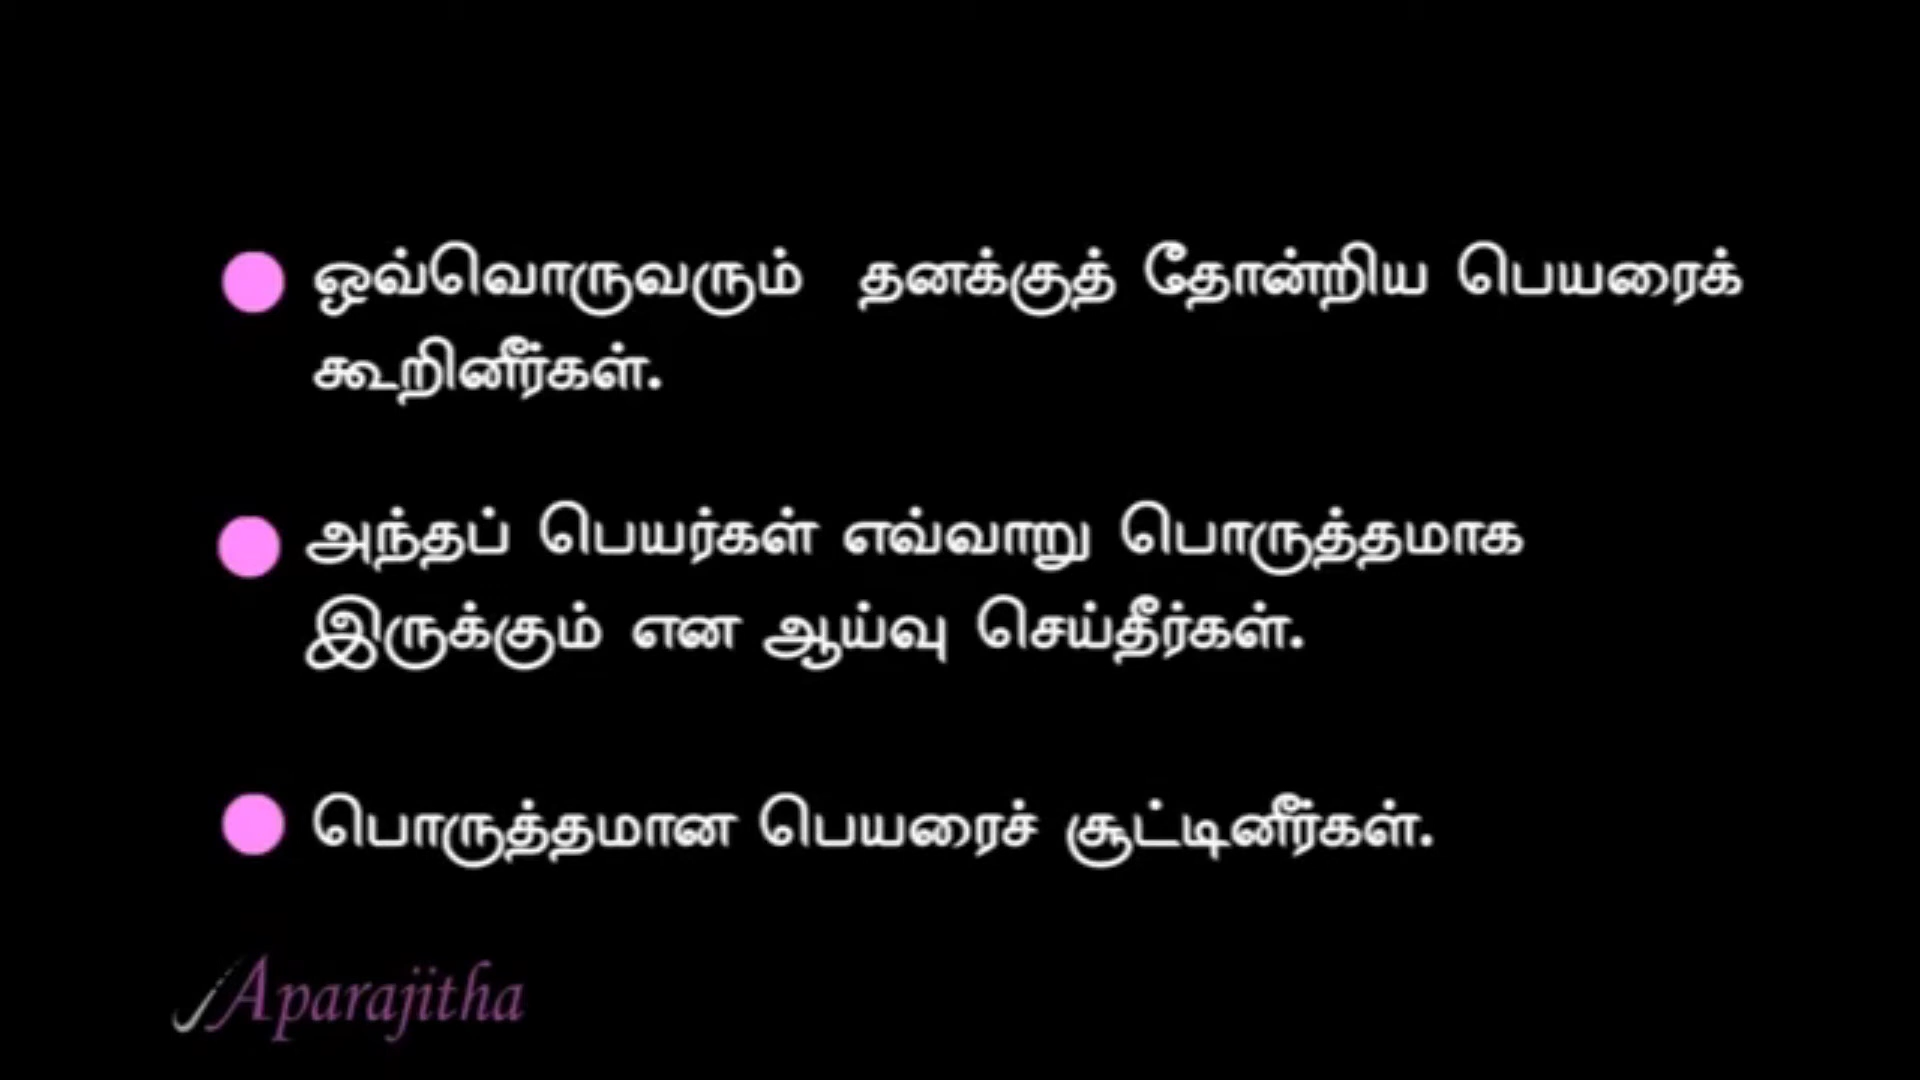 ஒவ்வொருவரும் தனக்குத் தோன்றிய பெயரைக்
கூறினீர்கள்.
அந்தப் பெயர்கள் எவ்வாறு பொருத்தமாக
இருக்கும் என ஆய்வு செய்தீர்கள்.
பொருத்தமான பெயரைச் சூட்டினீர்கள்.
Aparajitha